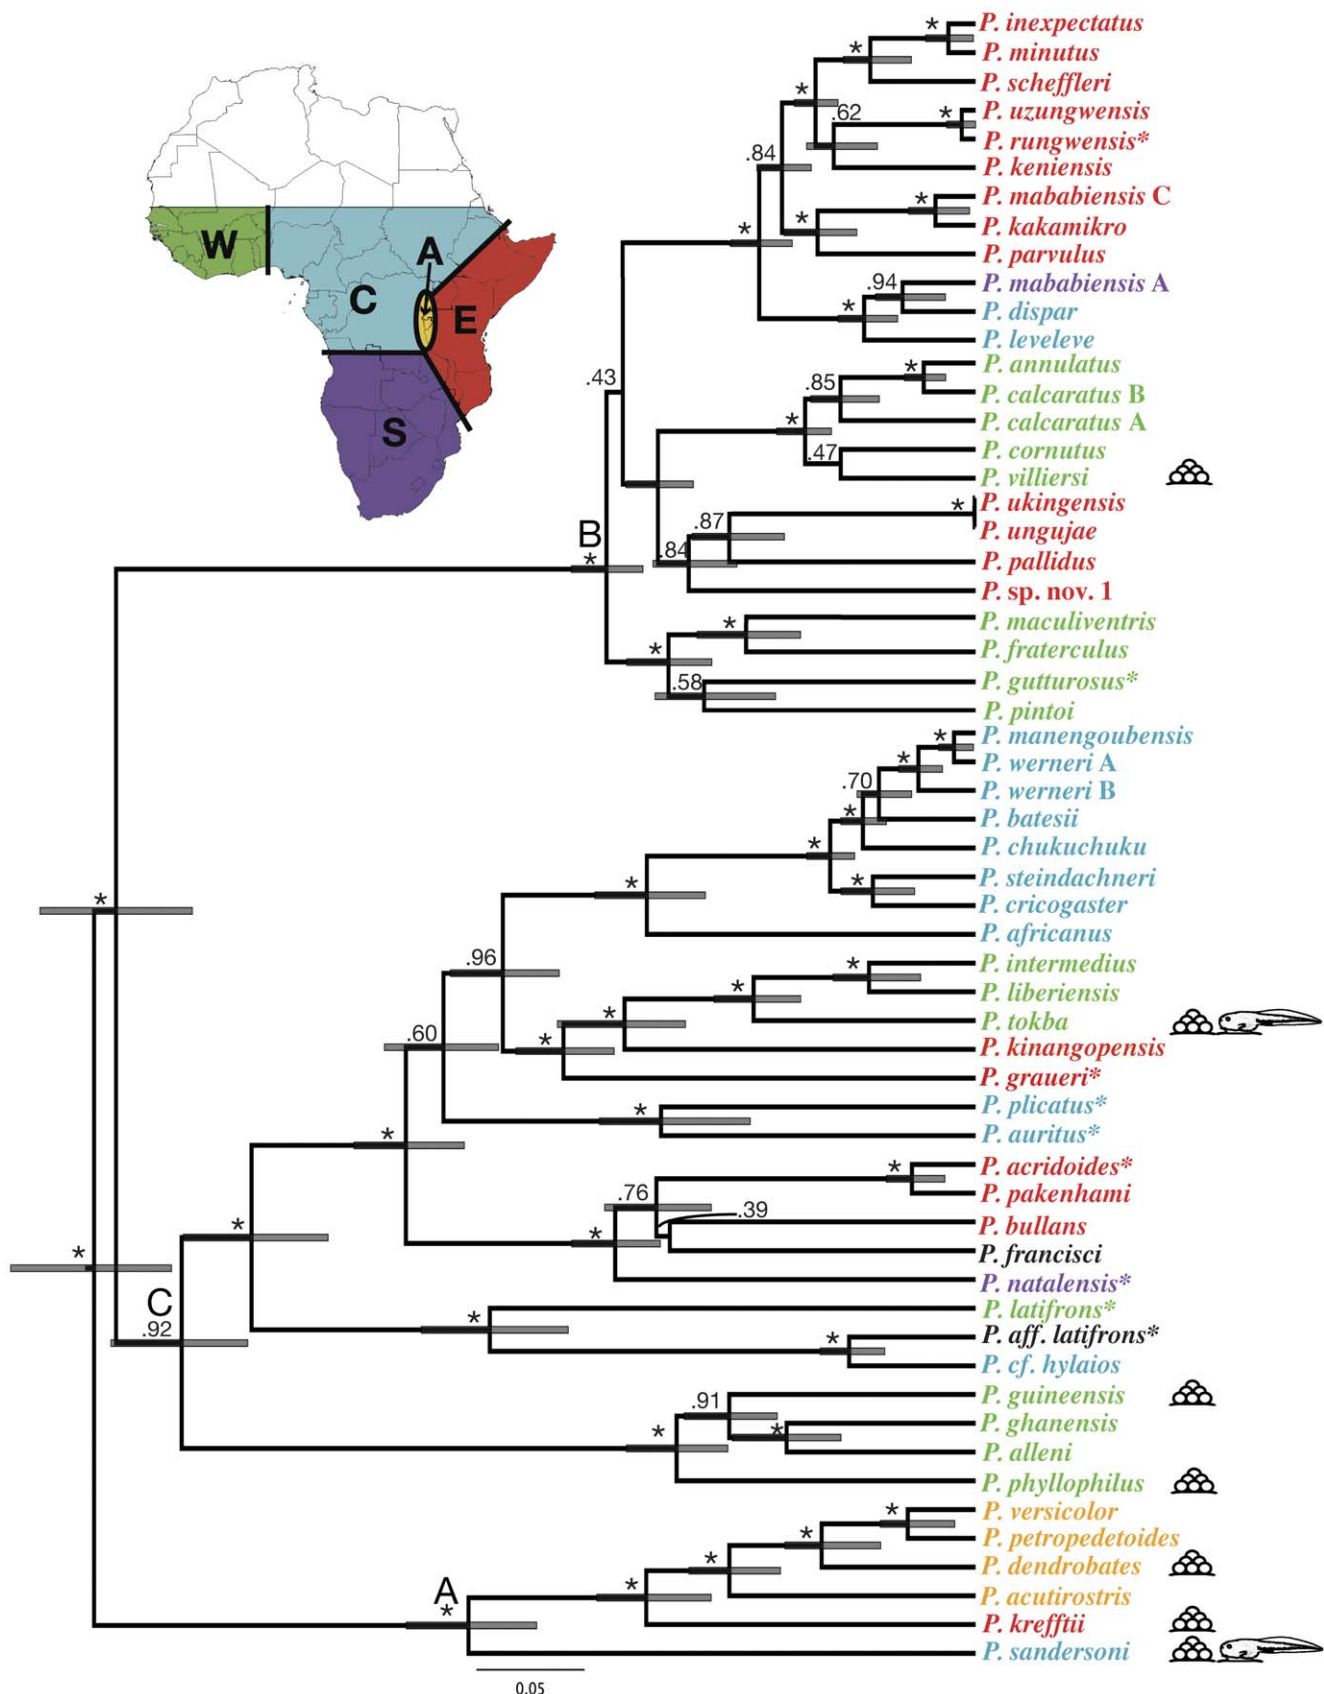 P. inexpectatus
P. minutus
P. scheffleri
P. uzungwensis
P. rungwensis*
P. keniensis
P. mababiensis C
P. kakamikro
P. parvulus
P. mababiensis A
P. dispar
P. leveleve
P. annulatus
P. calcaratus B
P. calcaratus A
P. cornutus
P. villiersi
P. ukingensis
P. ungujae
P. pallidus
P. sp. nov. 1
P. maculiventris
P. fraterculus
P. gutturosus*
P. pintoi
P. manengoubensis
P. werneri A
P. werneri B
P. batesii
P. chukuchuku
P. steindachneri
P. cricogaster
P. africanus
P. intermedius
P. liberiensis
P. tokba
P. kinangopensis
P. graueri*
P. plicatus*
P. auritus*
P. acridoides*
P. pakenhami
P. bullans
P. francisci
P. natalensis*
P. latifrons*
P. aff. latifrons*
P. cf. hylaios
P. guineensis
P. ghanensis
P. alleni
P. phyllophilus
P. versicolor
P. petropedetoides
P. dendrobates
P. acutirostris
P. krefftii
P. sandersoni
W
A
C
E
S
*
*
*
.62
*
.84
*
*
*
.94
*
.43
*
.85
*
.47
*
.87
.84
B
*
*
*
.58
*
*
.70
*
*
*
*
*
.96
*
*
*
*
.60
*
*
*
.76
.39
*
*
*
*
*
C
.92
*
*
.91
*
*
*
*
*
*
A
*
0.05